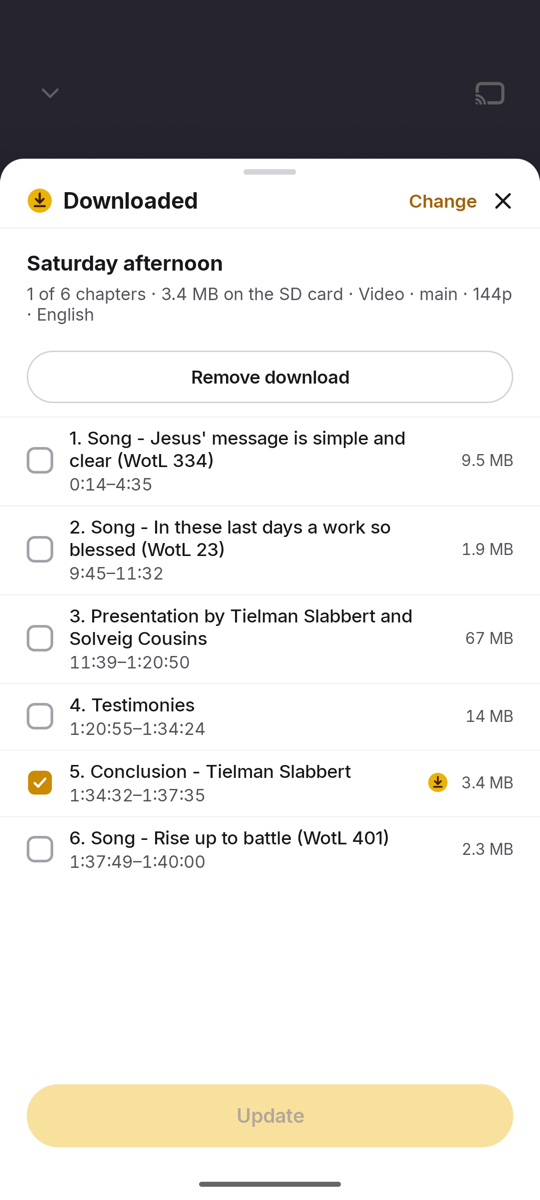 Downloaded
Change
Saturday afternoon
1 of 6 chapters · 3.4 MB on the SD card · Video · main · 144p
· English
Remove download
1. Song - Jesus' message is simple and
clear (WotL 334)
9.5 MB
0:14–4:35
2. Song - In these last days a work so
blessed (WotL 23)
1.9 MB
9:45–11:32
3. Presentation by Tielman Slabbert and
Solveig Cousins
67 MB
11:39–1:20:50
4. Testimonies
14 MB
1:20:55–1:34:24
5. Conclusion - Tielman Slabbert
3.4 MB
1:34:32–1:37:35
6. Song - Rise up to battle (WotL 401)
2.3 MB
1:37:49–1:40:00
Update